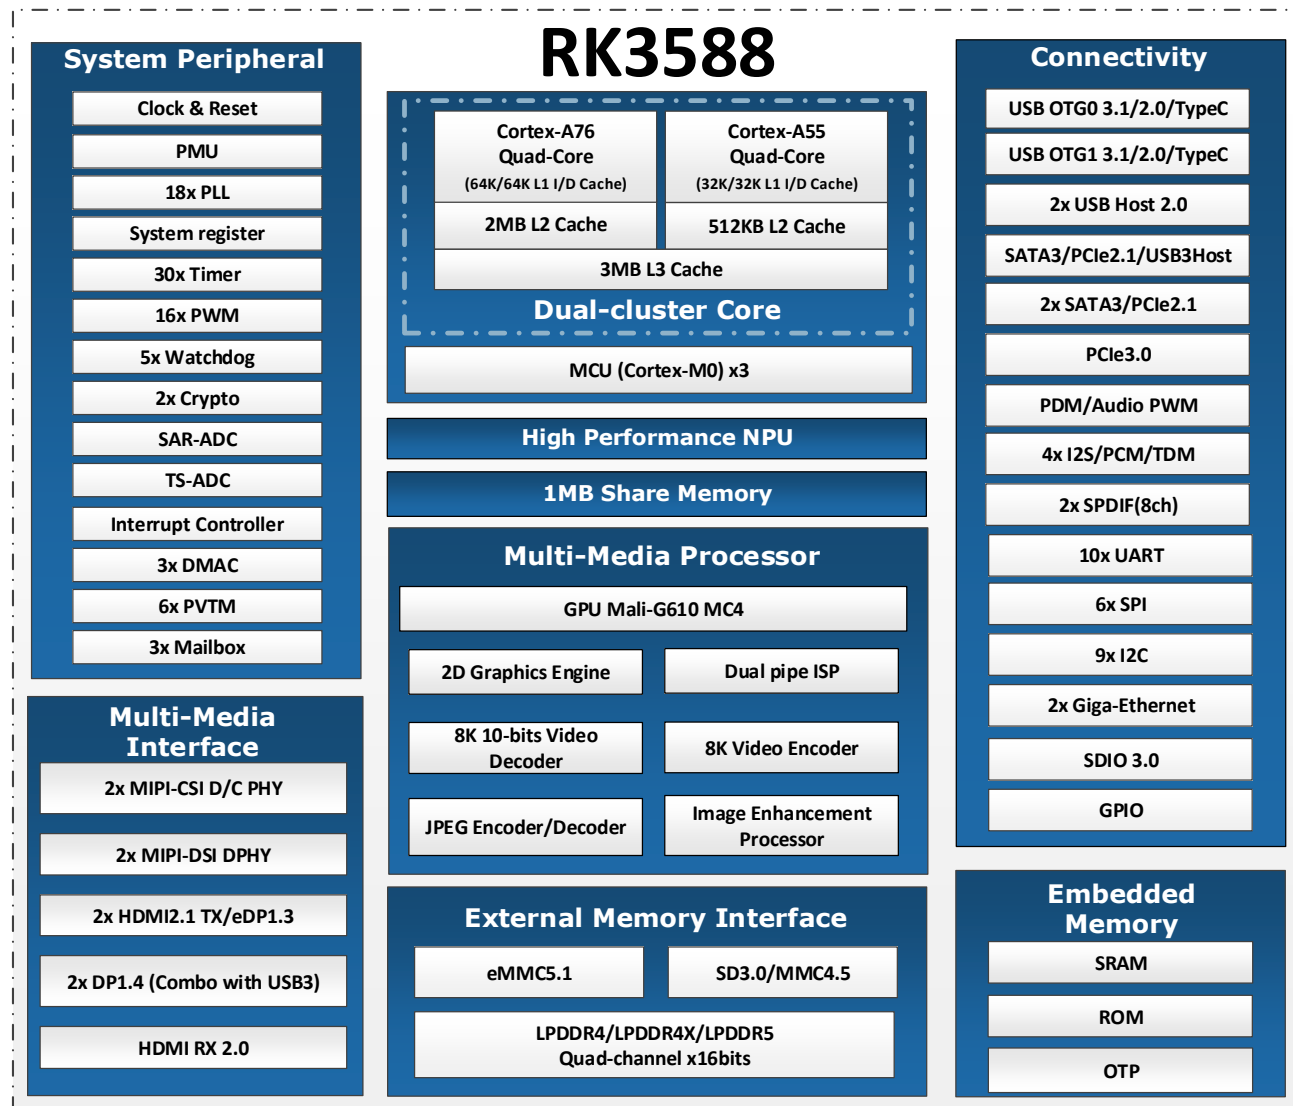 RK3588
System Peripheral
Clock & Reset
PMU
18x PLL
System register
30x Timer
16x PWM
5x Watchdog
2x Crypto
SAR-ADC
TS-ADC
Interrupt Controller
3x DMAC
6x PVTM
3x Mailbox
Multi-Media
Interface
2x MIPI-CSI D/C PHY
2x MIPI-DSI DPHY
2x HDMI2.1 TX/eDP1.3
2x DP1.4 (Combo with USB3)
HDMI RX 2.0
Cortex-A76
Quad-Core
(64K/64K L1 I/D Cache)
2MB L2 Cache
Cortex-A55
Quad-Core
(32K/32K L1 I/D Cache)
512KB L2 Cache
3MB L3 Cache
Dual-cluster Core
MCU (Cortex-M0) x3
High Performance NPU
1MB Share Memory
Multi-Media Processor
GPU Mali-G610 MC4
2D Graphics Engine
Dual pipe ISP
8K 10-bits Video
Decoder
8K Video Encoder
JPEG Encoder/Decoder
Image Enhancement
Processor
External Memory Interface
eMMC5.1
SD3.0/MMC4.5
LPDDR4/LPDDR4X/LPDDR5
Quad-channel x16bits
Connectivity
USB OTG0 3.1/2.0/TypeC
USB OTG1 3.1/2.0/TypeC
2x USB Host 2.0
SATA3/PCIe2.1/USB3Host
2x SATA3/PCIe2.1
PCIe3.0
PDM/Audio PWM
4x I2S/PCM/TDM
2x SPDIF(8ch)
10x UART
6x SPI
9x I2C
2x Giga-Ethernet
SDIO 3.0
GPIO
Embedded
Memory
SRAM
ROM
OTP